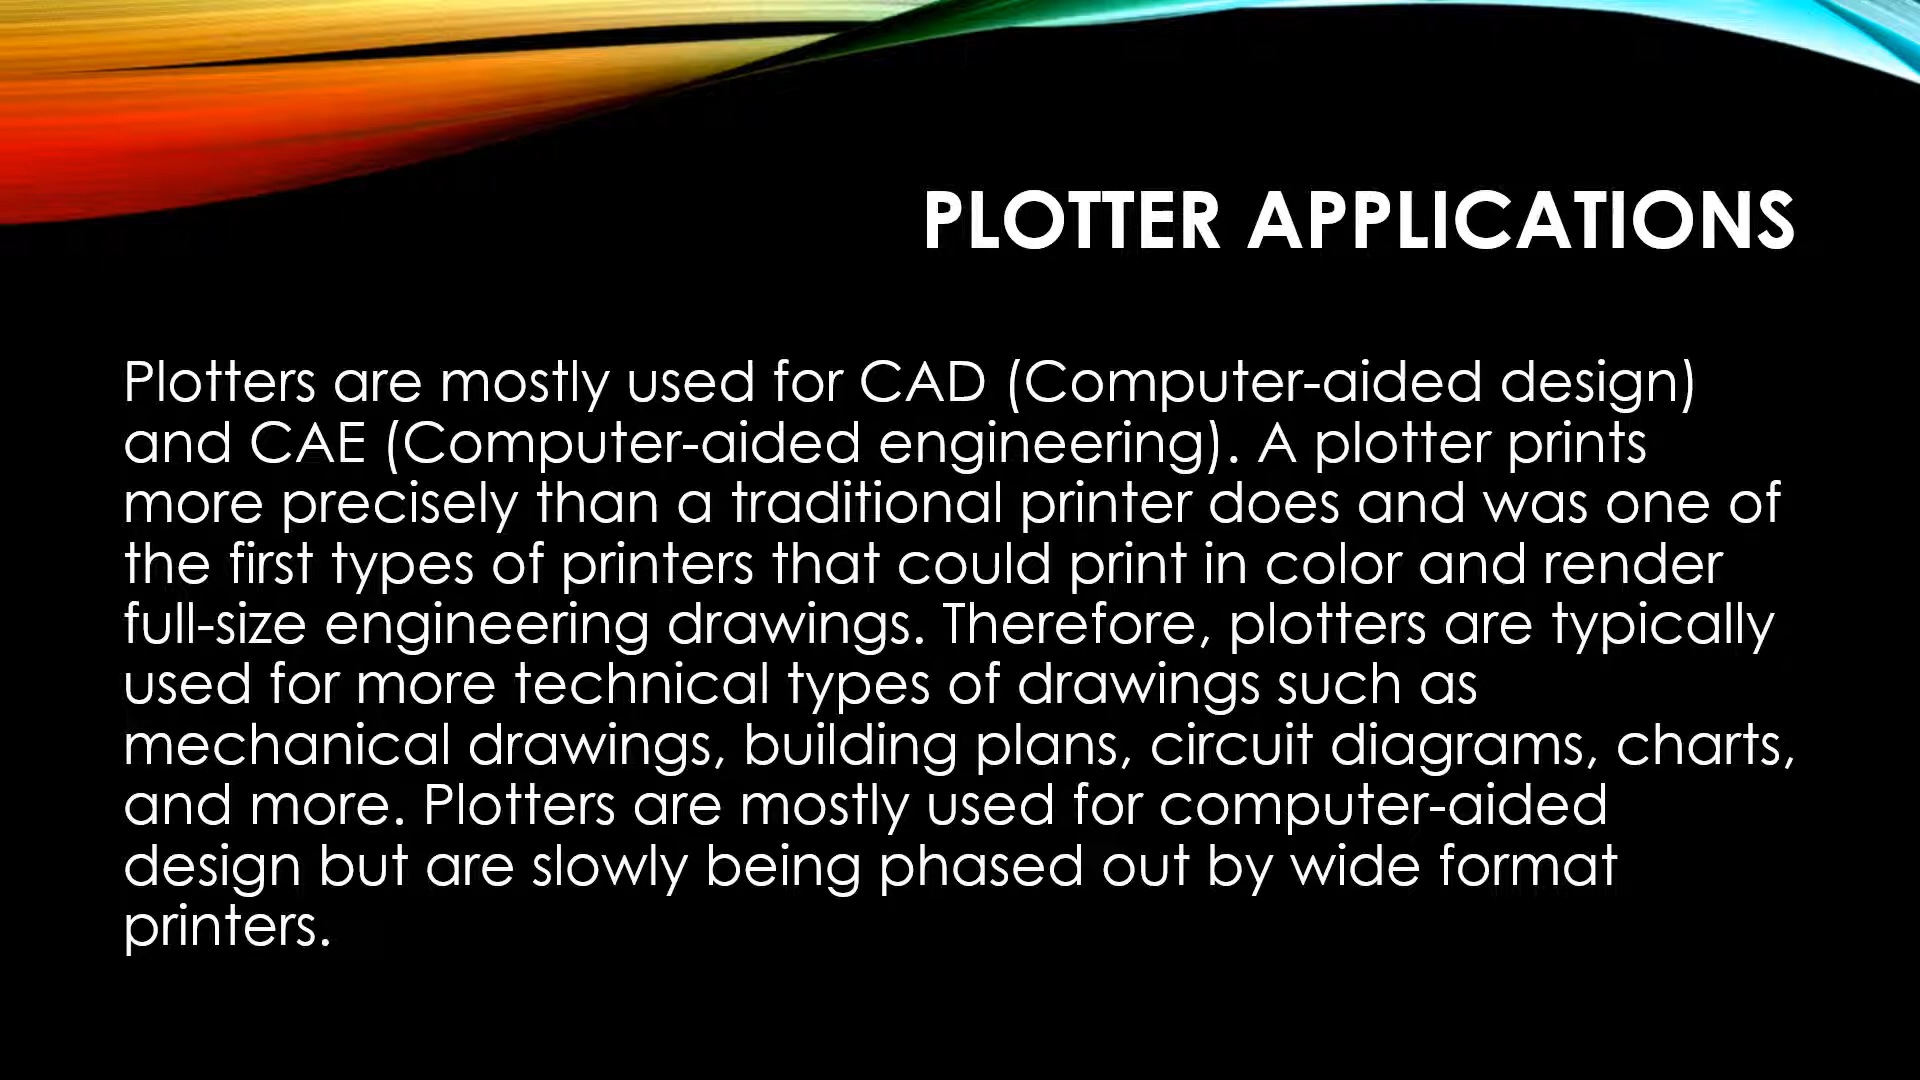 PLOTTER APPLICATIONS
Plotters are mostly used for CAD (Computer-aided design)
and CAE (Computer-aided engineering). A plotter prints
more precisely than a traditional printer does and was one of
the first types of printers that could print in color and render
full-size engineering drawings. Therefore, plotters are typically
used for more technical types of drawings such as
mechanical drawings, building plans, circuit diagrams, charts,
and more. Plotters are mostly used for computer-aided
design but are slowly being phased out by wide format
printers.